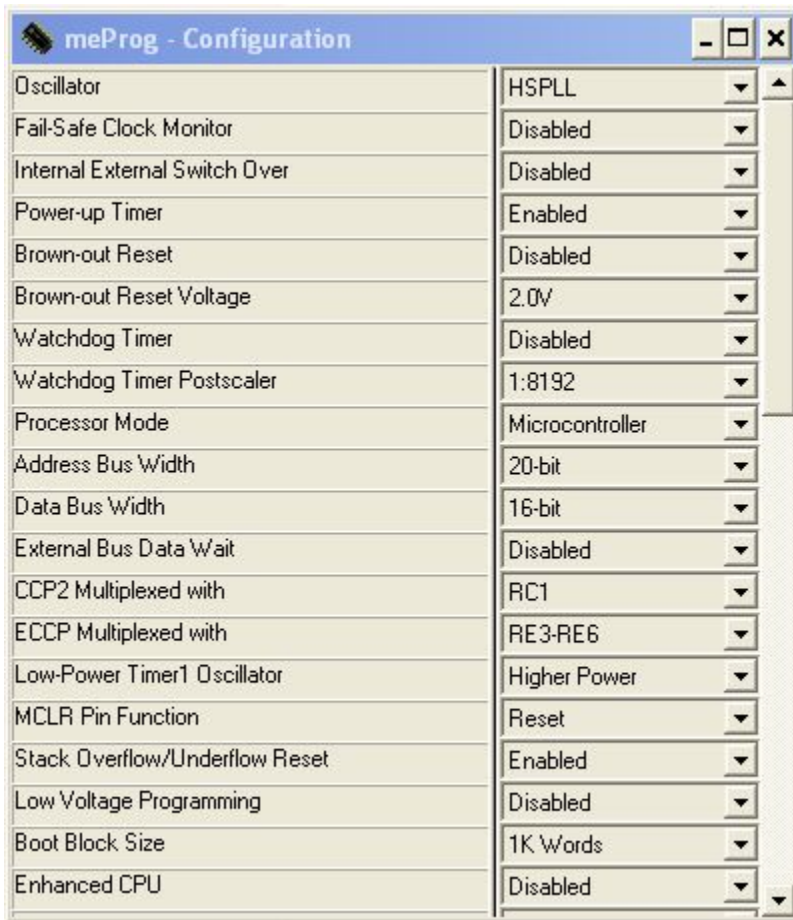 meProg - Configuration
Oscillator HSPLL
Fail-Safe Clock Monitor Disabled
Internal External Switch Over Disabled
Power-up Timer Enabled
Brown-out Reset Disabled
Brown-out Reset Voltage 2.0V
Watchdog Timer Disabled
Watchdog Timer Postscaler 1:8192
Processor Mode Microcontroller
Address Bus Width 20-bit
Data Bus Width 16-bit
External Bus Data Wait Disabled
CCP2 Multiplexed with RC1
ECCP Multiplexed with RE3-RE6
Low-Power Timer1 Oscillator Higher Power
MCLR Pin Function Reset
Stack Overflow/Underflow Reset Enabled
Low Voltage Programming Disabled
Boot Block Size 1K Words
Enhanced CPU Disabled